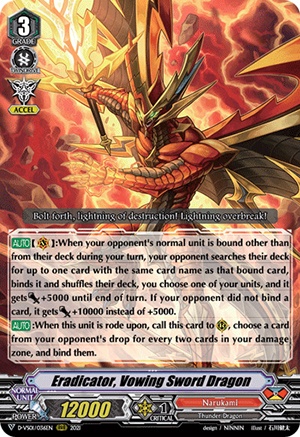 3
GRADE
ACCEL
Bolt forth, lightning of destruction! Lightning overbreak!
AUTO [ ]:When your opponent's normal unit is bound other than
from their deck during your turn, your opponent searches their deck
for up to one card with the same card name as that bound card,
binds it and shuffles their deck, you choose one of your units, and it
gets +5000 until end of turn. If your opponent did not bind a
card, it gets +10000 instead of +5000.
AUTO:When this unit is rode upon, call this card to , choose a card
from your opponent's drop for every two cards in your damage
zone, and bind them.
Eradicator, Vowing Sword Dragon
NORMAL UNIT
POWER
12000
1
CRITICAL
Narukami
Thunder Dragon
D-VS01/036EN RRR 2021
design / NINNIN illust / 石川健太